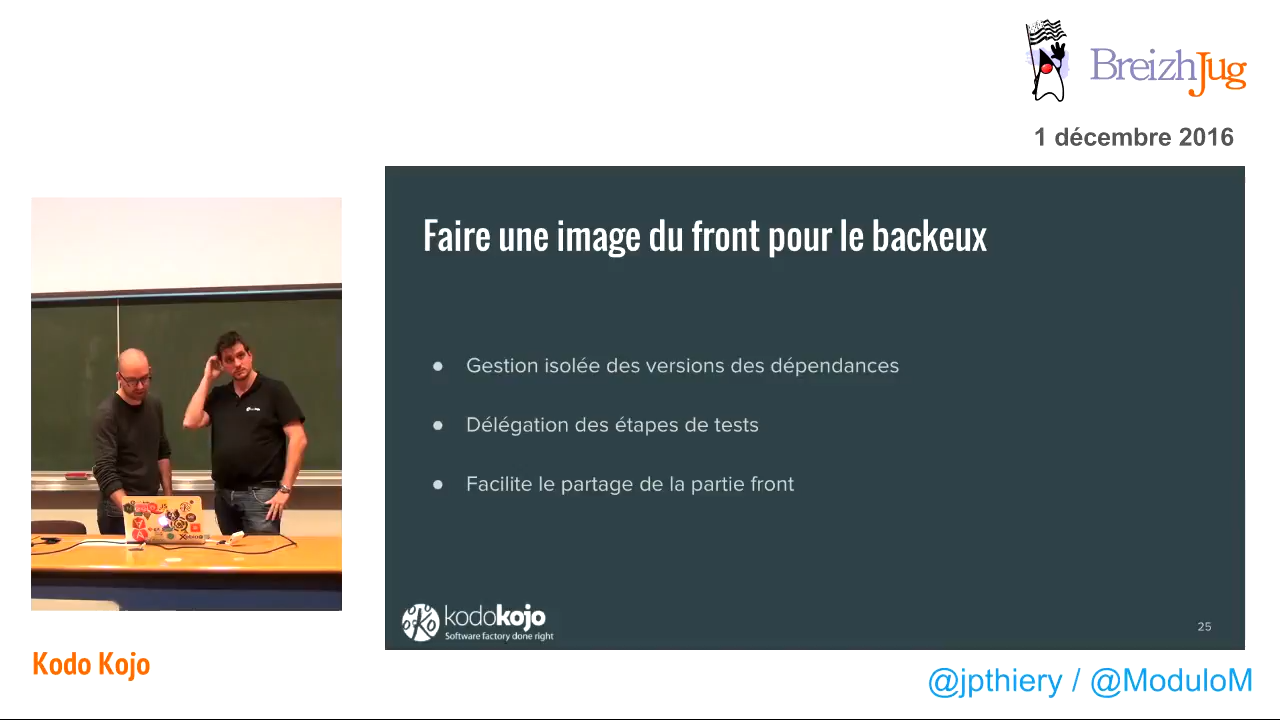 BreizhJug
1 décembre 2016
Faire une image du front pour le backeux
● Gestion isolée des versions des dépendances
● Délégation des étapes de tests
● Facilite le partage de la partie front
kodokojo
Software factory done right
25
Kodo Kojo
@jpthiery / @ModuloM